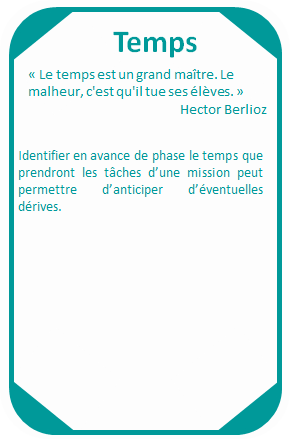 Temps
« Le temps est un grand maître. Le
malheur, c'est qu'il tue ses élèves. »
Hector Berlioz
Identifier en avance de phase le temps que
prendront les tâches d’une mission peut
permettre d’anticiper d’éventuelles
dérives.